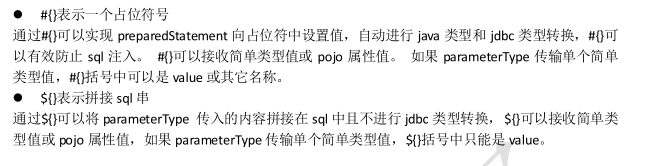 ● #{}表示一个占位符号
通过#{}可以实现 preparedStatement 向占位符中设置值，自动进行 java 类型和 jdbc 类型转换，#{}可
以有效防止 sql 注入。 #{}可以接收简单类型值或 pojo 属性值。 如果 parameterType 传输单个简单
类型值，#{}括号中可以是 value 或其它名称。
● ${}表示拼接 sql 串
通过${}可以将 parameterType 传入的内容拼接在 sql 中且不进行 jdbc 类型转换， ${}可以接收简单类
型值或 pojo 属性值，如果 parameterType 传输单个简单类型值，${}括号中只能是 value。